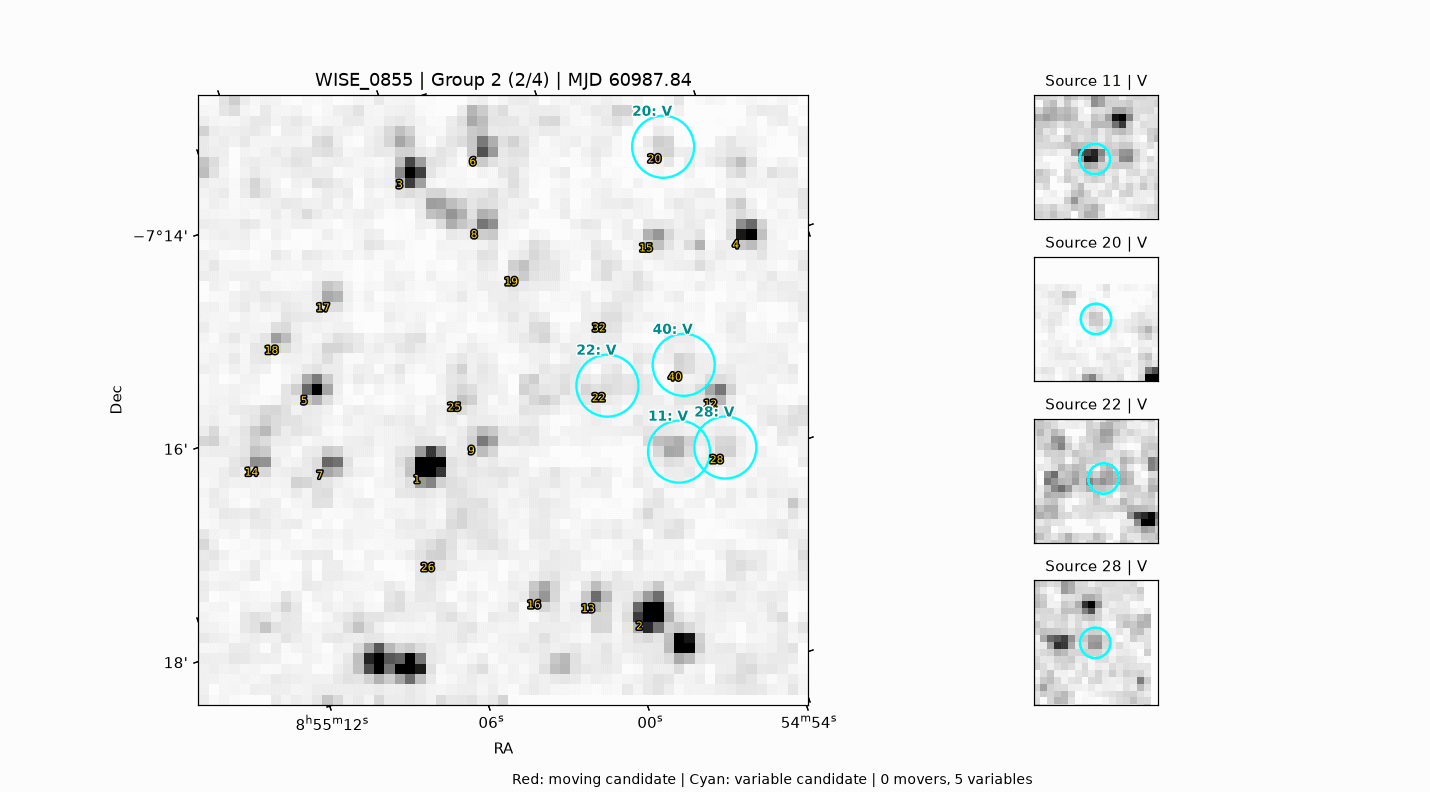 WISE_0855 | Group 2 (2/4) | MJD 60987.84
Source 11 | V
20: V
6
20
3
−7°14'
8
15
4
Source 20 | V
19
17
32
40: V
18
22: V
40
5
22
12
25
Source 22 | V
11: V
28: V
Dec
16'
9
28
14
7
1
Source 28 | V
26
16
13
2
18'
8ʰ55ᵐ12ˢ
06ˢ
00ˢ
54ᵐ54ˢ
RA
Red: moving candidate | Cyan: variable candidate | 0 movers, 5 variables